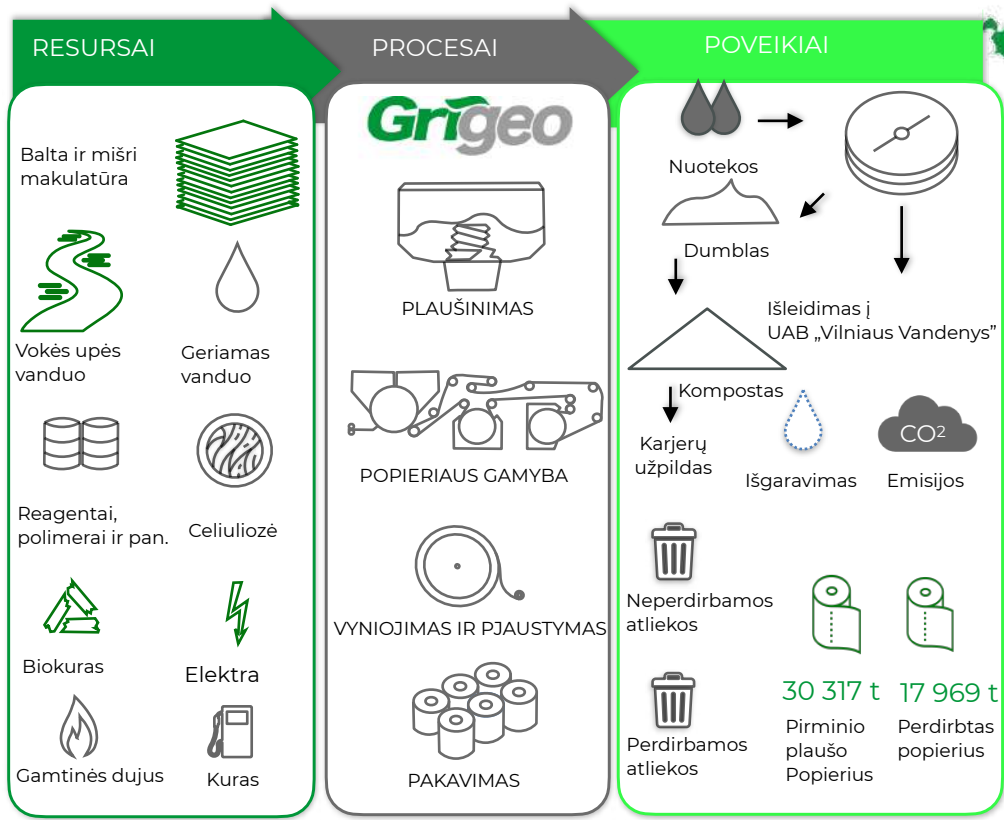 RESURSAI
PROCESAI
POVEIKIAI
Balta ir mišri
makulatūra
Vokės upės
vanduo
Geriamas
vanduo
Reagentai,
polimerai ir pan.
Celiuliozė
Biokuras
Elektra
Gamtinės dujus
Kuras
Grigeo
PLAUŠINIMAS
POPIERIAUS GAMYBA
VYNIOJIMAS IR PJAUSTYMAS
PAKAVIMAS
Nuotekos
Dumblas
Išleidimas į
UAB „Vilniaus Vandenys”
Kompostas
Karjerų
užpildas
Išgaravimas
CO²
Emisijos
Neperdirbamos
atliekos
Perdirbamos
atliekos
30 317 t
Pirminio
plaušo
Popierius
17 969 t
Perdirbtas
popierius